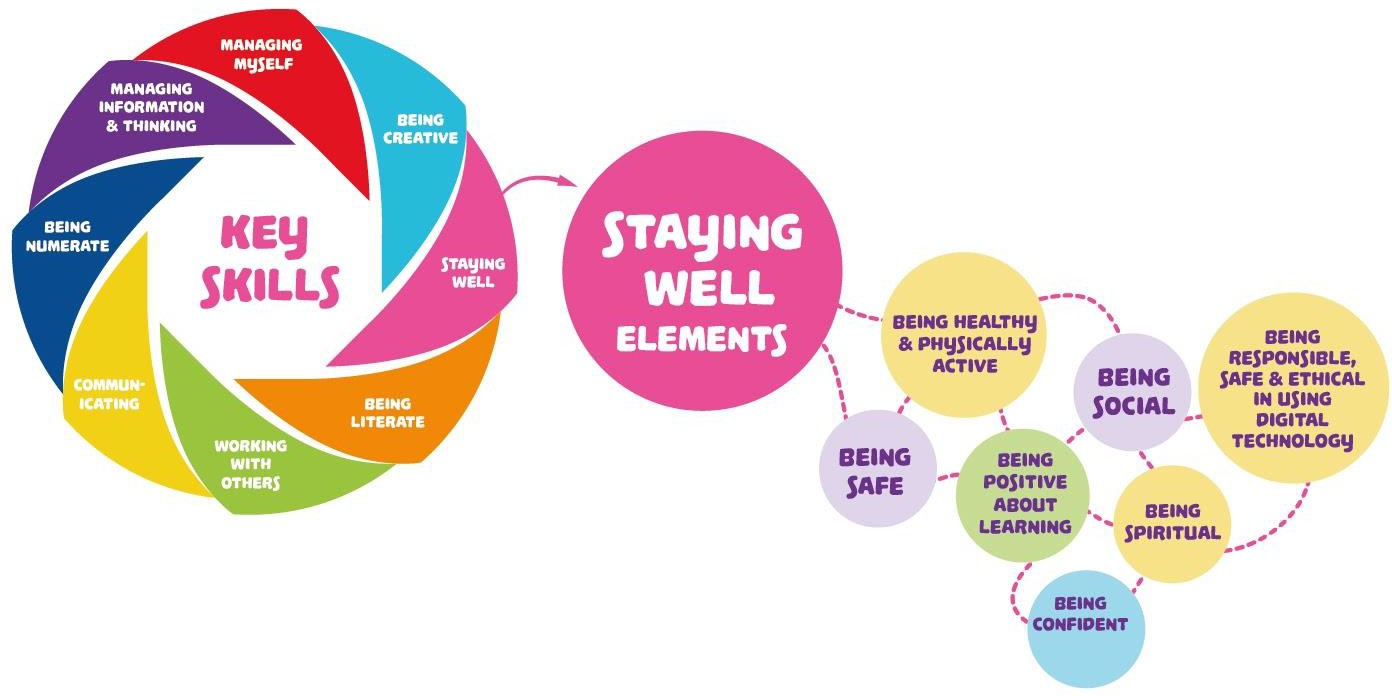 MANAGING
MYSELF
BEING
CREATIVE
STAYING
WELL
BEING
LITERATE
WORKING
WITH
OTHERS
COMMUN-
ICATING
BEING
NUMERATE
MANAGING
INFORMATION
& THINKING
KEY
SKILLS
STAYING
WELL
ELEMENTS
BEING HEALTHY
& PHYSICALLY
ACTIVE
BEING
SAFE
BEING
POSITIVE
ABOUT
LEARNING
BEING
SOCIAL
BEING
RESPONSIBLE,
SAFE & ETHICAL
IN USING
DIGITAL
TECHNOLOGY
BEING
SPIRITUAL
BEING
CONFIDENT